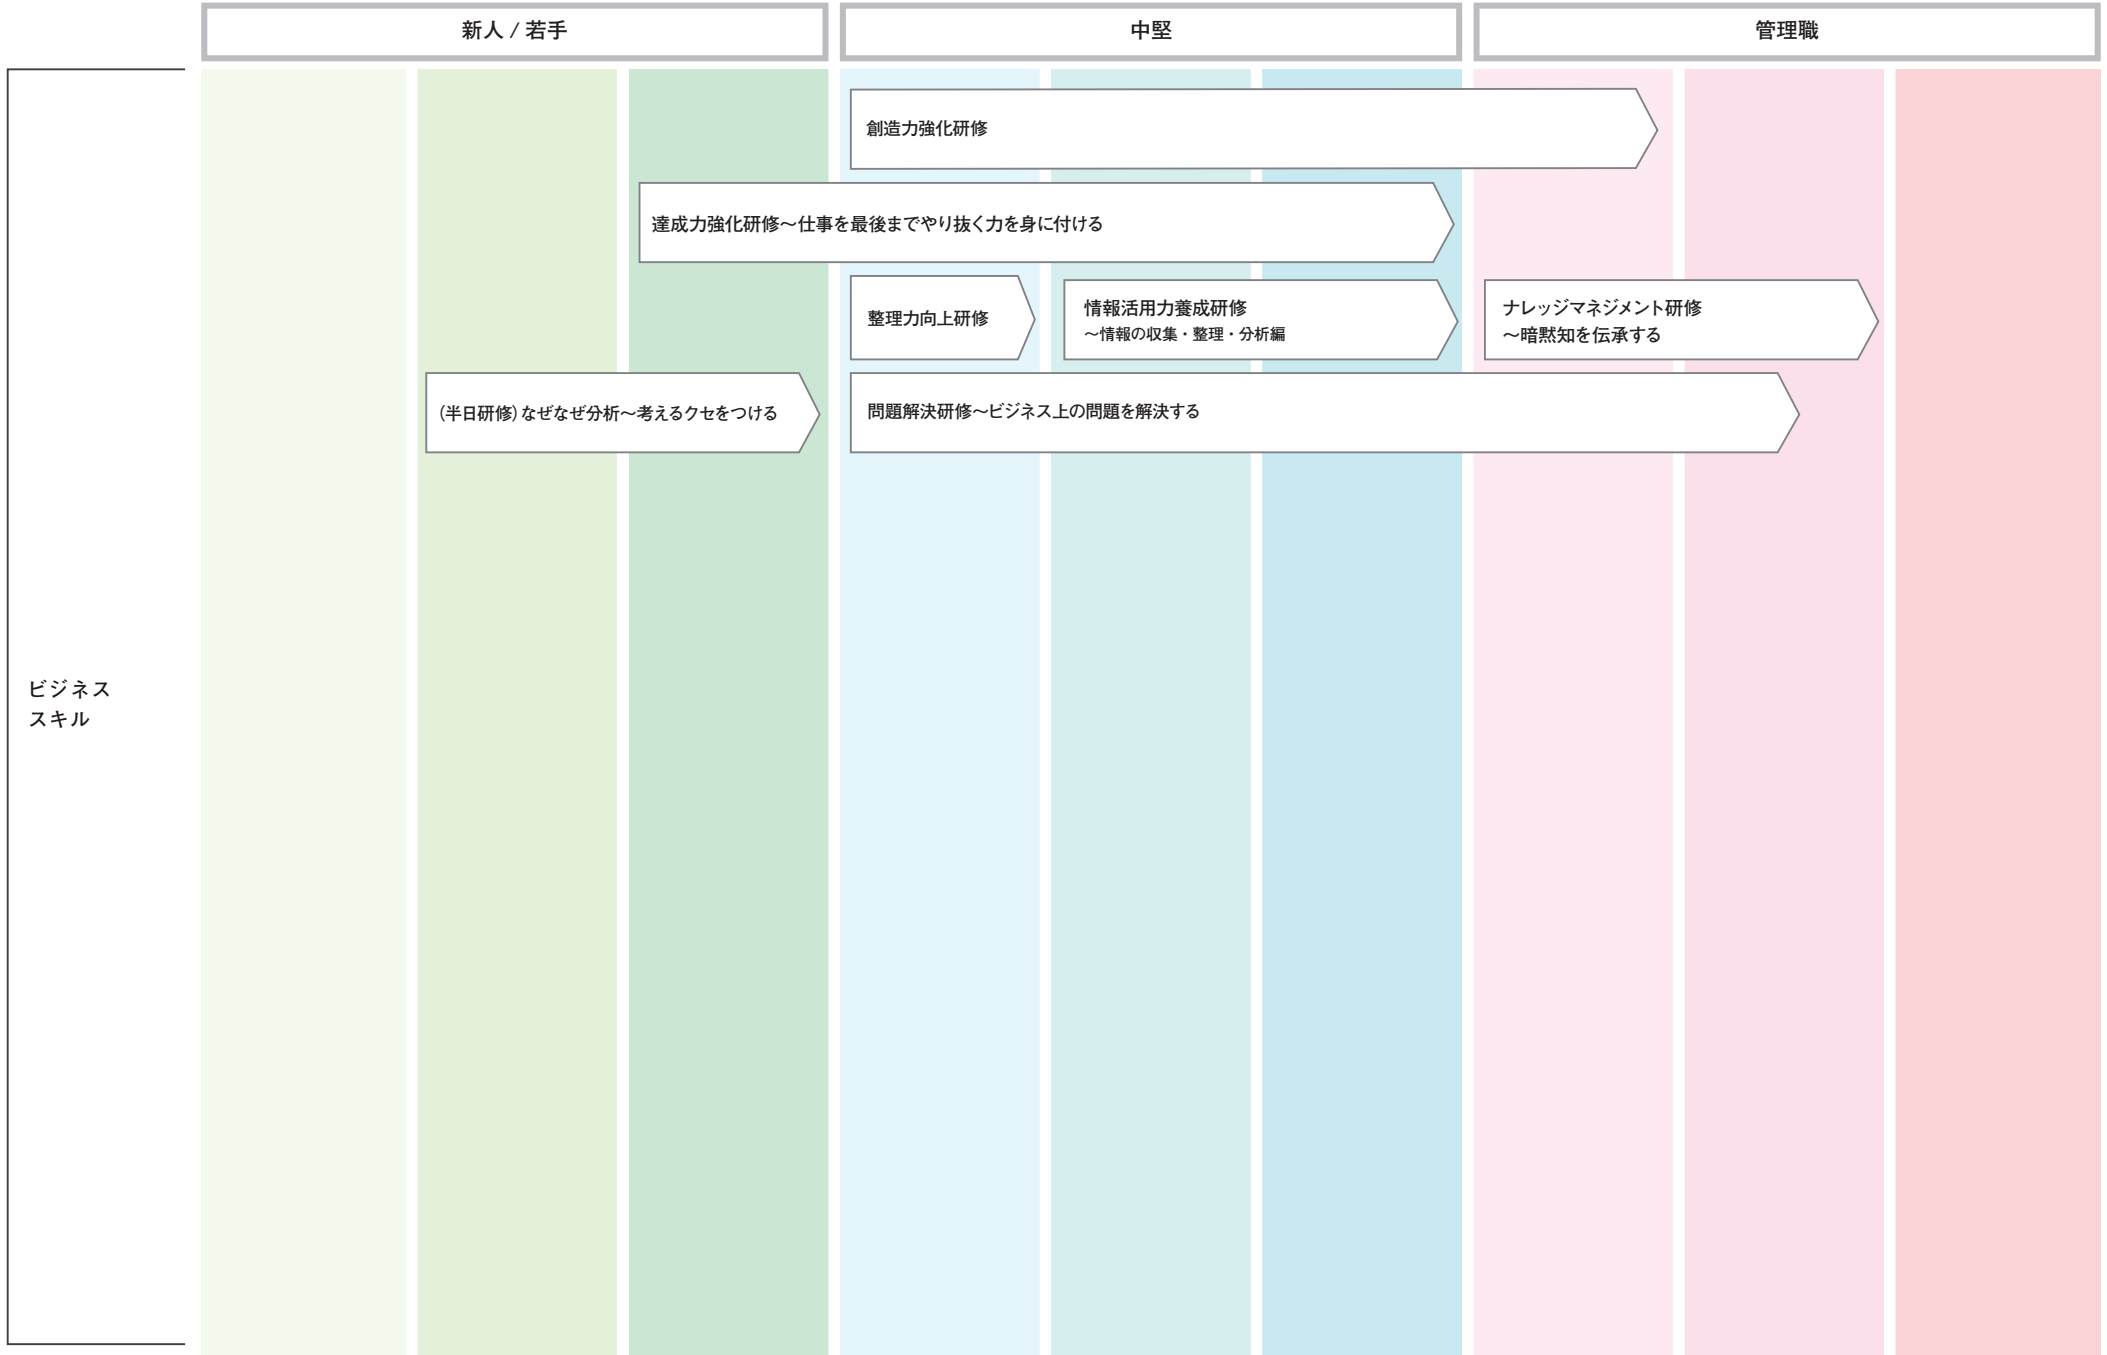 新人 / 若手
中堅
管理職
創造力強化研修
達成力強化研修～仕事を最後までやり抜く力を身に付ける
整理力向上研修
情報活用力養成研修
～情報の収集・整理・分析編
ナレッジマネジメント研修
～暗黙知を伝承する
（半日研修）なぜなぜ分析～考えるクセをつける
問題解決研修～ビジネス上の問題を解決する
ビジネス
スキル